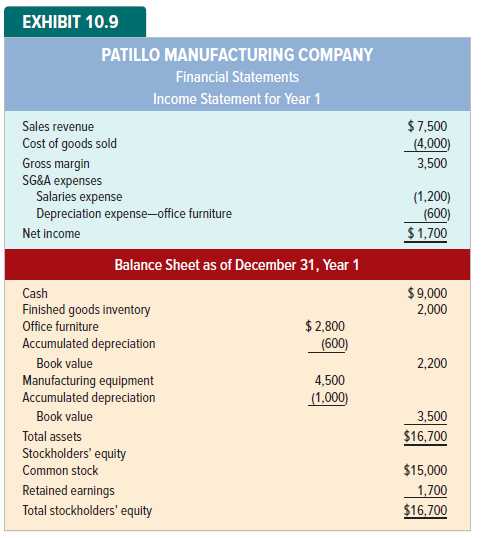 EXHIBIT 10.9
PATILLO MANUFACTURING COMPANY
Financial Statements
Income Statement for Year 1
Sales revenue $ 7,500
Cost of goods sold (4,000)
Gross margin 3,500
SG&A expenses
Salaries expense (1,200)
Depreciation expense—office furniture (600)
Net income $ 1,700
Balance Sheet as of December 31, Year 1
Cash $ 9,000
Finished goods inventory 2,000
Office furniture $ 2,800
Accumulated depreciation (600)
Book value 2,200
Manufacturing equipment 4,500
Accumulated depreciation (1,000)
Book value 3,500
Total assets $16,700
Stockholders' equity
Common stock $15,000
Retained earnings 1,700
Total stockholders' equity $16,700